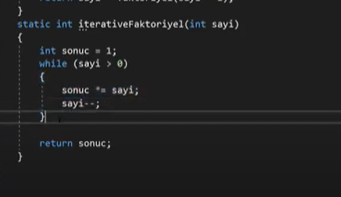 }
static int iterativeFaktoriyel(int sayi)
{
int sonuc = 1;
while (sayi > 0)
{
sonuc *= sayi;
sayi--;
}
return sonuc;
}